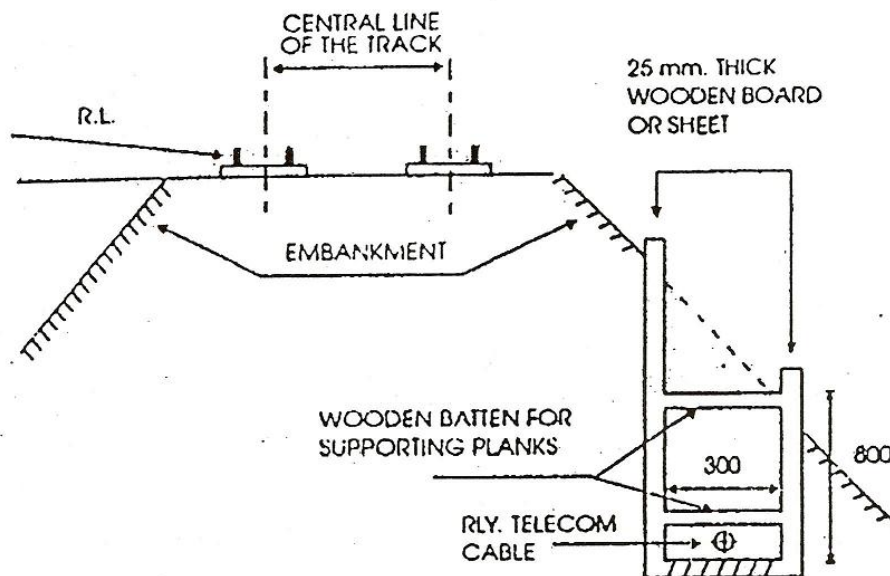 CENTRAL LINE
OF THE TRACK
25 mm. THICK
WOODEN BOARD
OR SHEET
R.L.
EMBANKMENT
WOODEN BATTEN FOR
SUPPORTING PLANKS
300
800
RLY. TELECOM
CABLE